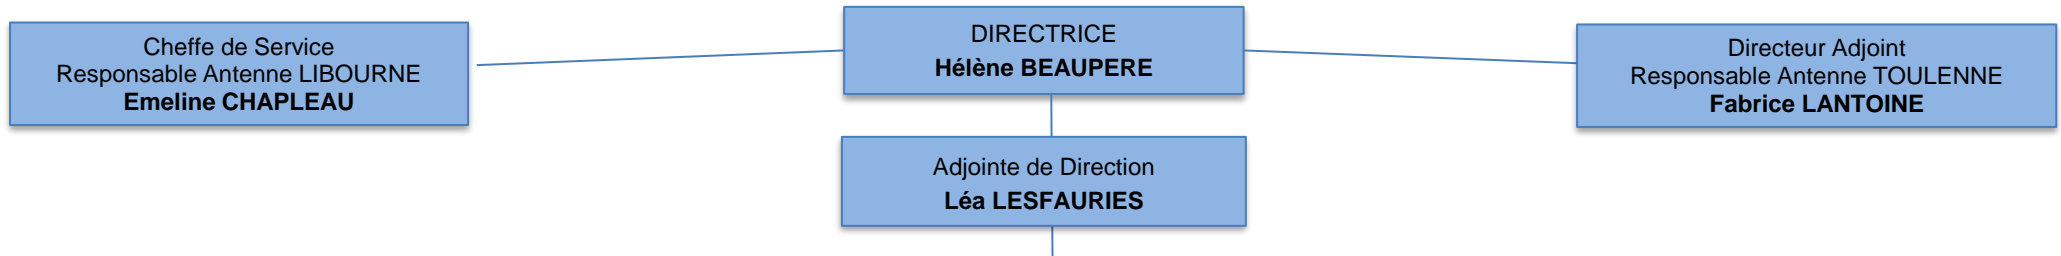 Cheffe de Service
Responsable Antenne LIBOURNE
Emeline CHAPLEAU
DIRECTRICE
Hélène BEAUPERE
Directeur Adjoint
Responsable Antenne TOULENNE
Fabrice LANTOINE
Adjointe de Direction
Léa LESFAURIES